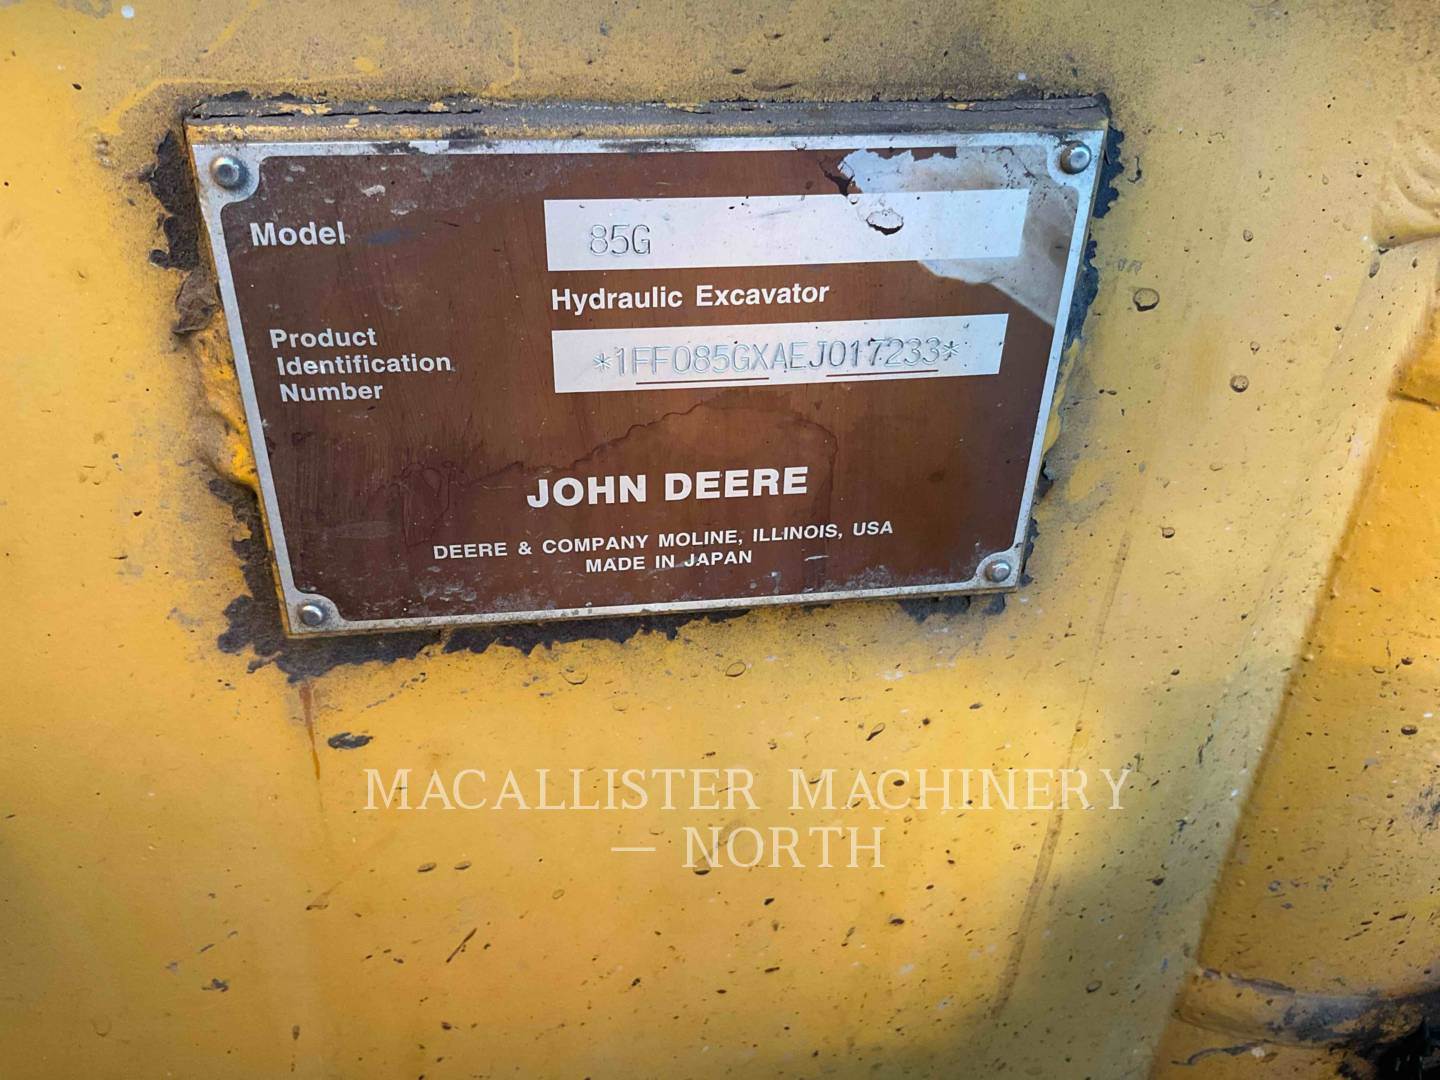 Model 85G
Hydraulic Excavator
Product
Identification
Number
*1FF085GXAEJ017233*
JOHN DEERE
DEERE & COMPANY MOLINE, ILLINOIS, USA
MADE IN JAPAN
MACALLISTER MACHINERY
— NORTH